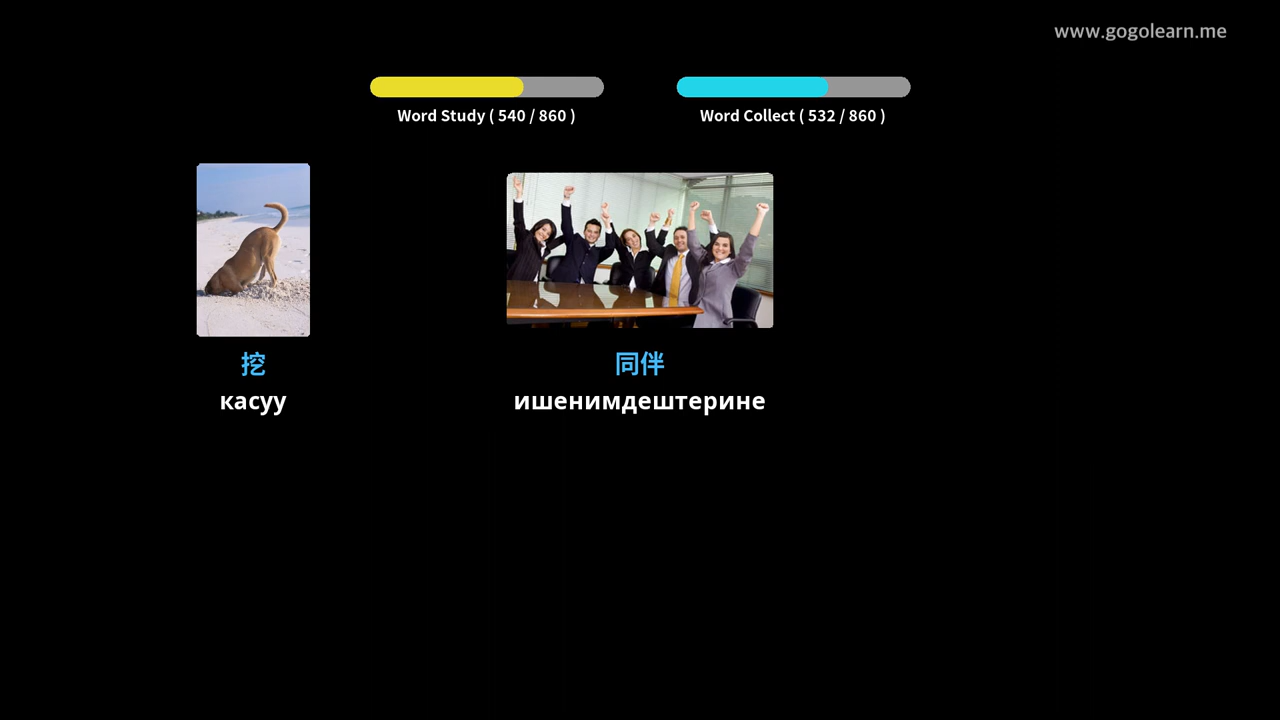 www.gogolearn.me
Word Study ( 540 / 860 )
Word Collect ( 532 / 860 )
挖
касуу
同伴
ишенимдештерине